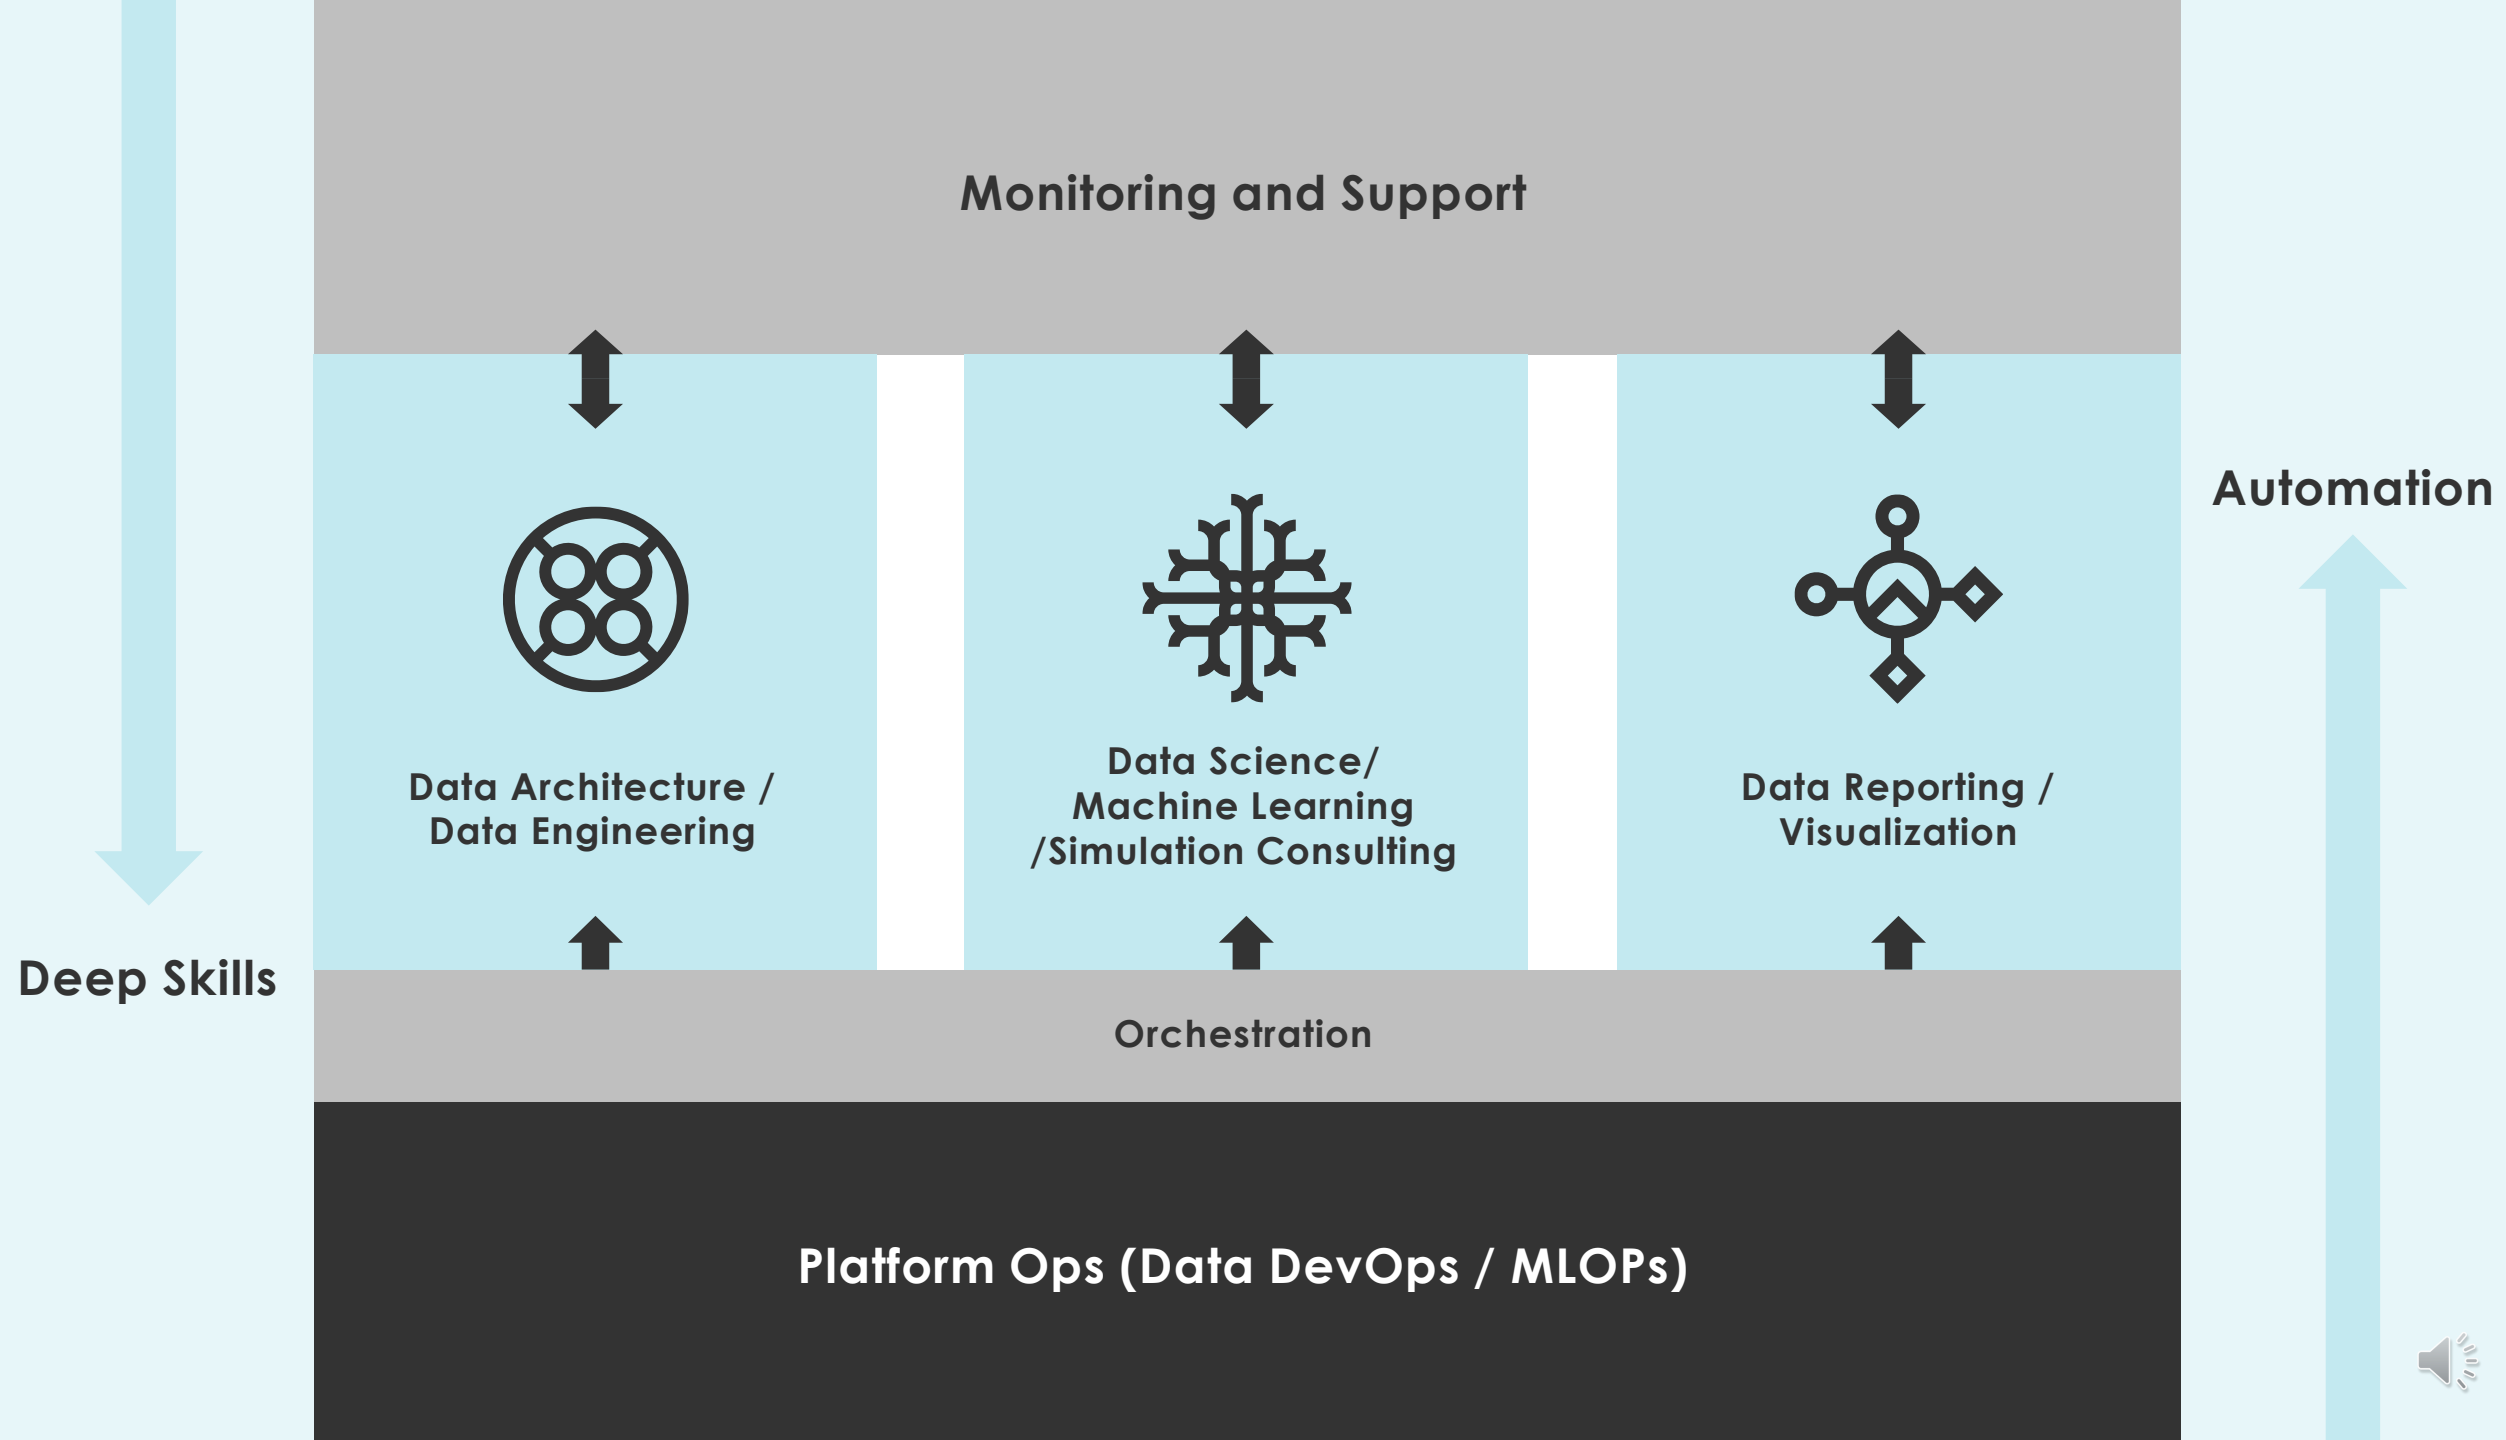 Monitoring and Support
Automation
Data Architecture /
Data Engineering
Data Science/
Machine Learning
/Simulation Consulting
Data Reporting /
Visualization
Deep Skills
Orchestration
Platform Ops (Data DevOps / MLOPs)